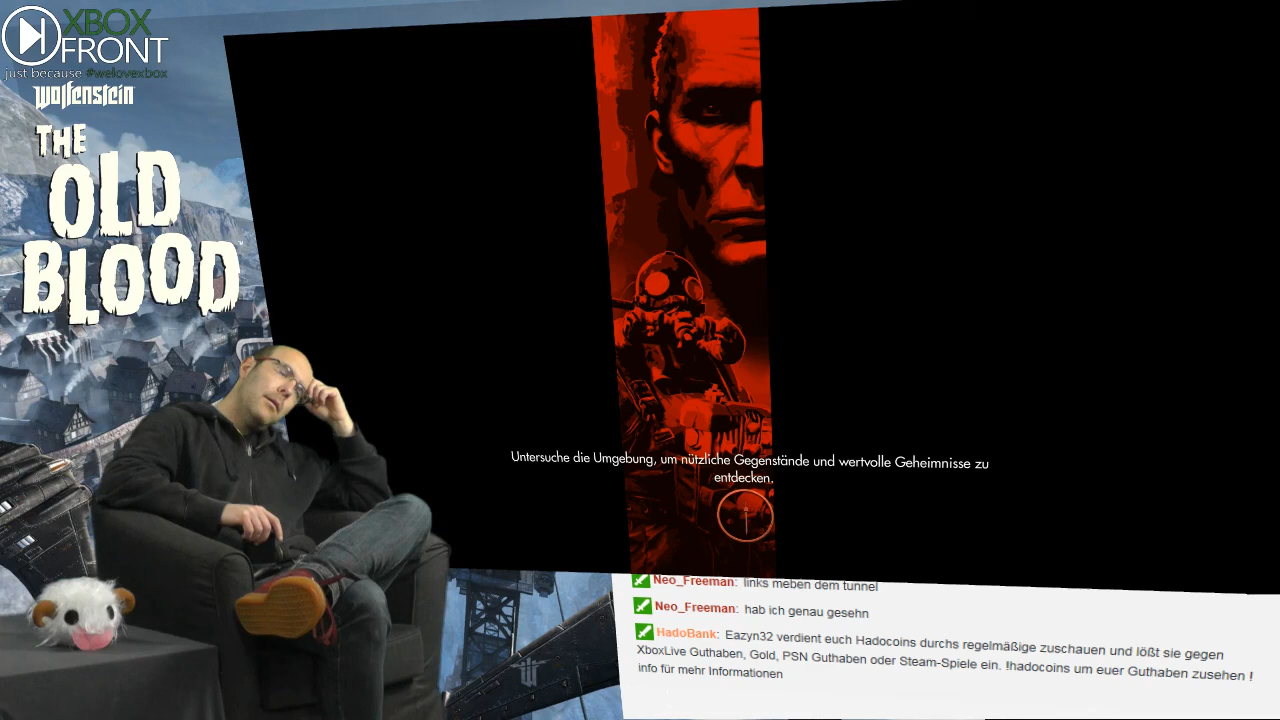 XBOX
FRONT
just because #welovexbox
Wolfenstein
THE
OLD
BLOOD
Untersuche die Umgebung, um nützliche Gegenstände und wertvolle Geheimnisse zu
entdecken.
Neo_Freeman: links meben dem tunnel
Neo_Freeman: hab ich genau gesehn
HadoBank: Eazyn32 verdient euch Hadocoins durchs regelmäßige zuschauen und lößt sie gegen
XboxLive Guthaben, Gold, PSN Guthaben oder Steam-Spiele ein. !hadocoins um euer Guthaben zusehen !
info für mehr Informationen